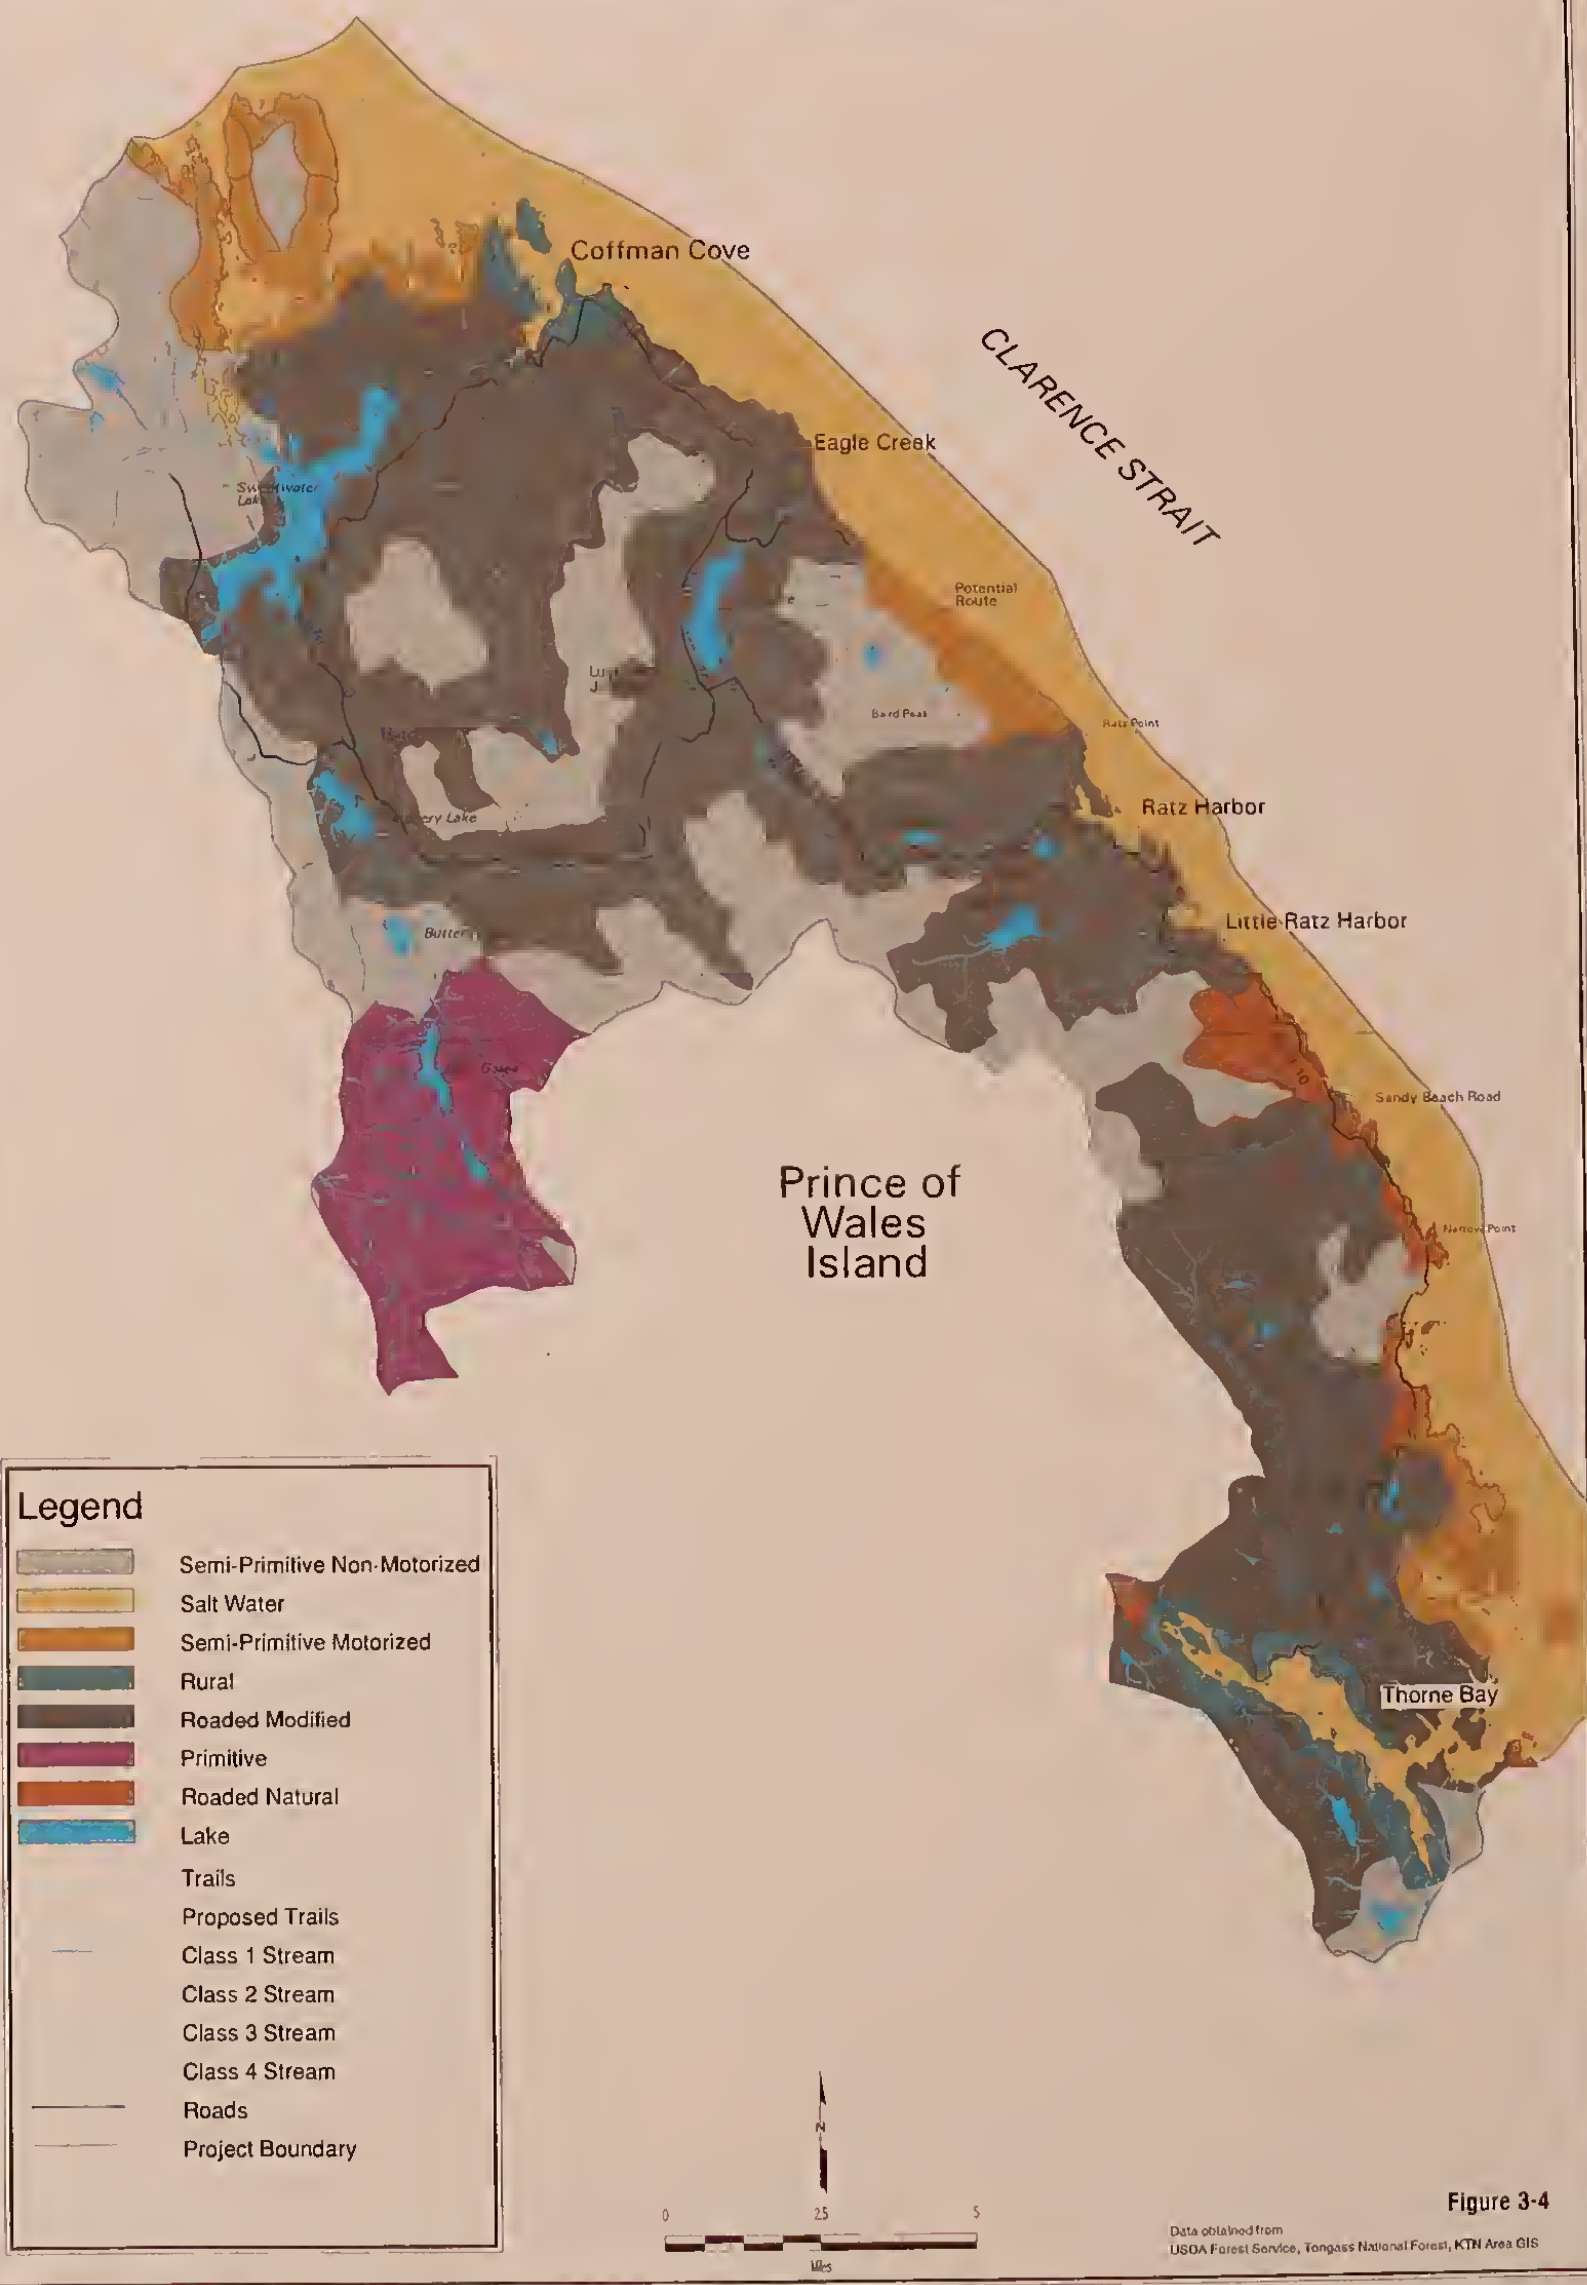 Coffman Cove
CLARENCE STRAIT
Eagle Creek
Lake
Potential
Route
Baird Peak
Ratz Point
Ratz Harbor
Lake
Little Ratz Harbor
Sandy Beach Road
Prince of
Wales
Island
Narrow Point
Thorne Bay
Legend
Semi-Primitive Non-Motorized
Salt Water
Semi-Primitive Motorized
Rural
Roaded Modified
Primitive
Roaded Natural
Lake
Trails
Proposed Trails
Class 1 Stream
Class 2 Stream
Class 3 Stream
Class 4 Stream
Roads
Project Boundary
N
0 25 5
Miles
Figure 3-4
Data obtained from
USDA Forest Service, Tongass National Forest, KTN Area GIS